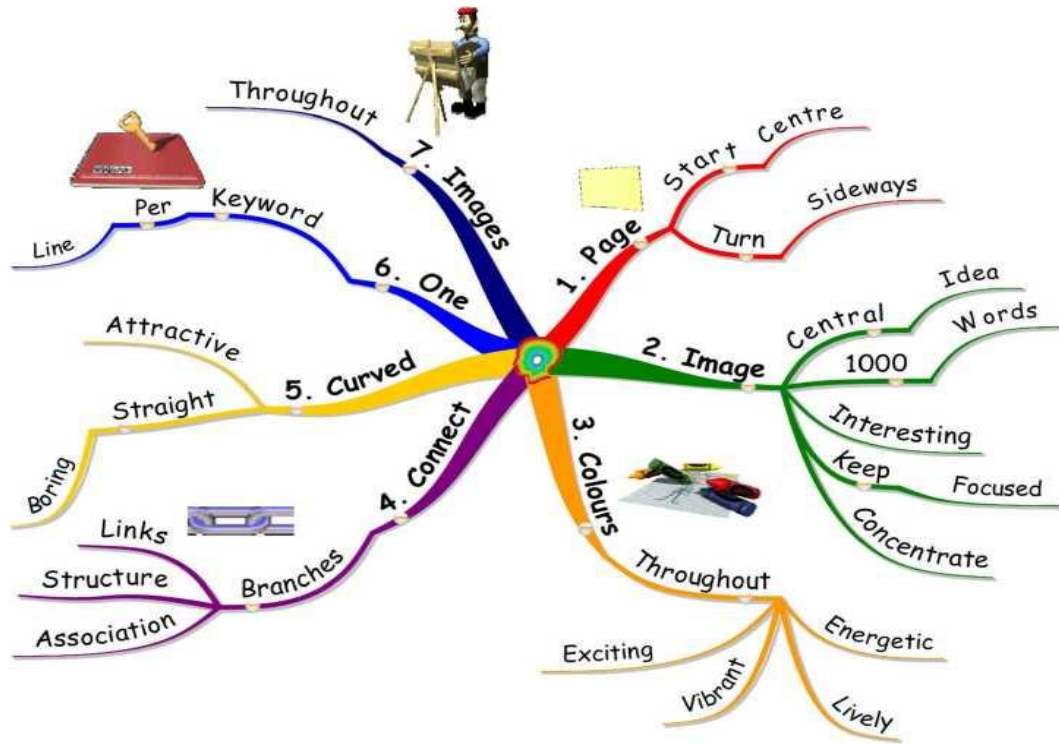 1. Page
Start
Centre
Turn
Sideways
2. Image
Central
Idea
1000
Words
Interesting
Keep
Focused
Concentrate
3. Colours
Throughout
Energetic
Lively
Vibrant
Exciting
4. Connect
Branches
Links
Structure
Association
5. Curved
Attractive
Straight
Boring
6. One
Keyword
Per
Line
7. Images
Throughout